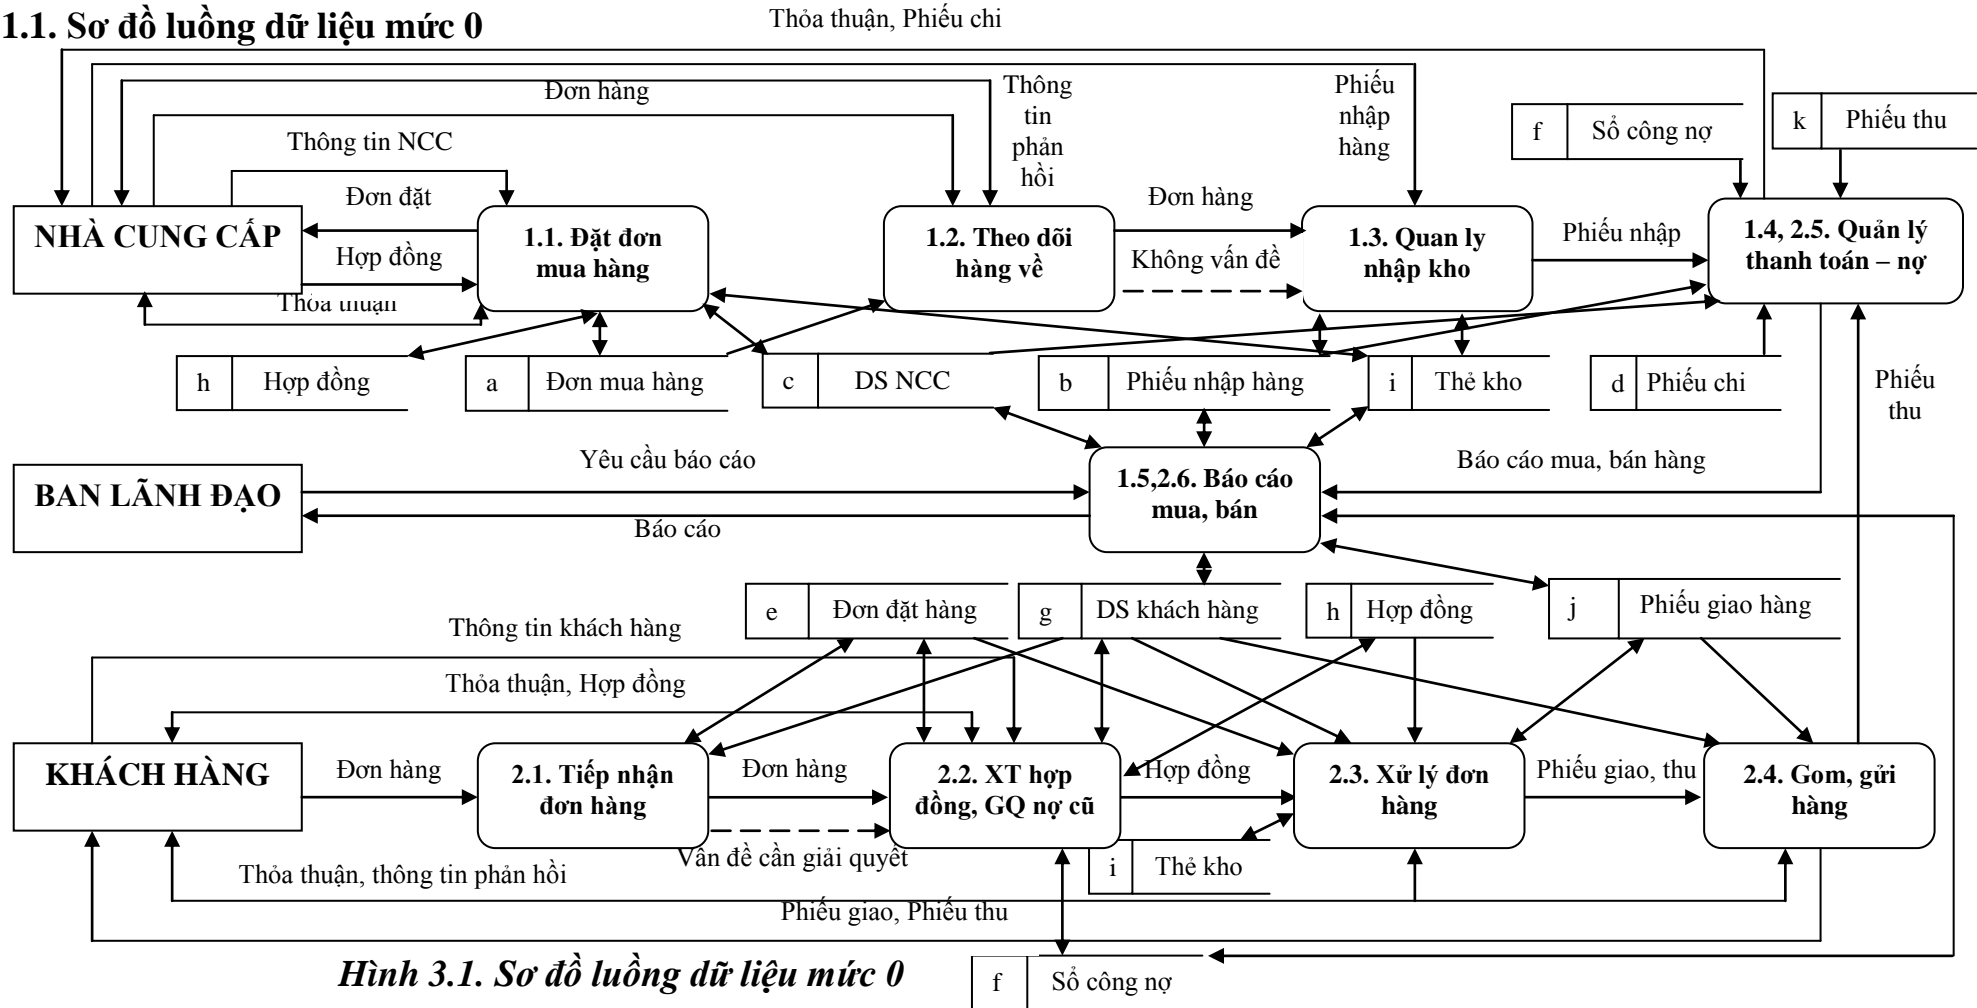 1.1. Sơ đồ luồng dữ liệu mức 0
Thỏa thuận, Phiếu chi
Đơn hàng
Thông
tin
phản
hồi
Phiếu
nhập
hàng
f
Sổ công nợ
k
Phiếu thu
Thông tin NCC
Đơn đặt
Đơn hàng
NHÀ CUNG CẤP
Hợp đồng
1.1. Đặt đơn
mua hàng
1.2. Theo dõi
hàng về
Không vấn đề
1.3. Quan ly
nhập kho
Phiếu nhập
1.4, 2.5. Quản lý
thanh toán – nợ
Thỏa thuận
h
Hợp đồng
a
Đơn mua hàng
c
DS NCC
b
Phiếu nhập hàng
i
Thẻ kho
d
Phiếu chi
Phiếu
thu
Yêu cầu báo cáo
Báo cáo mua, bán hàng
BAN LÃNH ĐẠO
1.5,2.6. Báo cáo
mua, bán
Báo cáo
e
Đơn đặt hàng
g
DS khách hàng
h
Hợp đồng
j
Phiếu giao hàng
Thông tin khách hàng
Thỏa thuận, Hợp đồng
KHÁCH HÀNG
Đơn hàng
2.1. Tiếp nhận
đơn hàng
Đơn hàng
2.2. XT hợp
đồng, GQ nợ cũ
Hợp đồng
2.3. Xử lý đơn
hàng
Phiếu giao, thu
2.4. Gom, gửi
hàng
Vấn đề cần giải quyết
i
Thẻ kho
Thỏa thuận, thông tin phản hồi
Phiếu giao, Phiếu thu
Hình 3.1. Sơ đồ luồng dữ liệu mức 0
f
Sổ công nợ